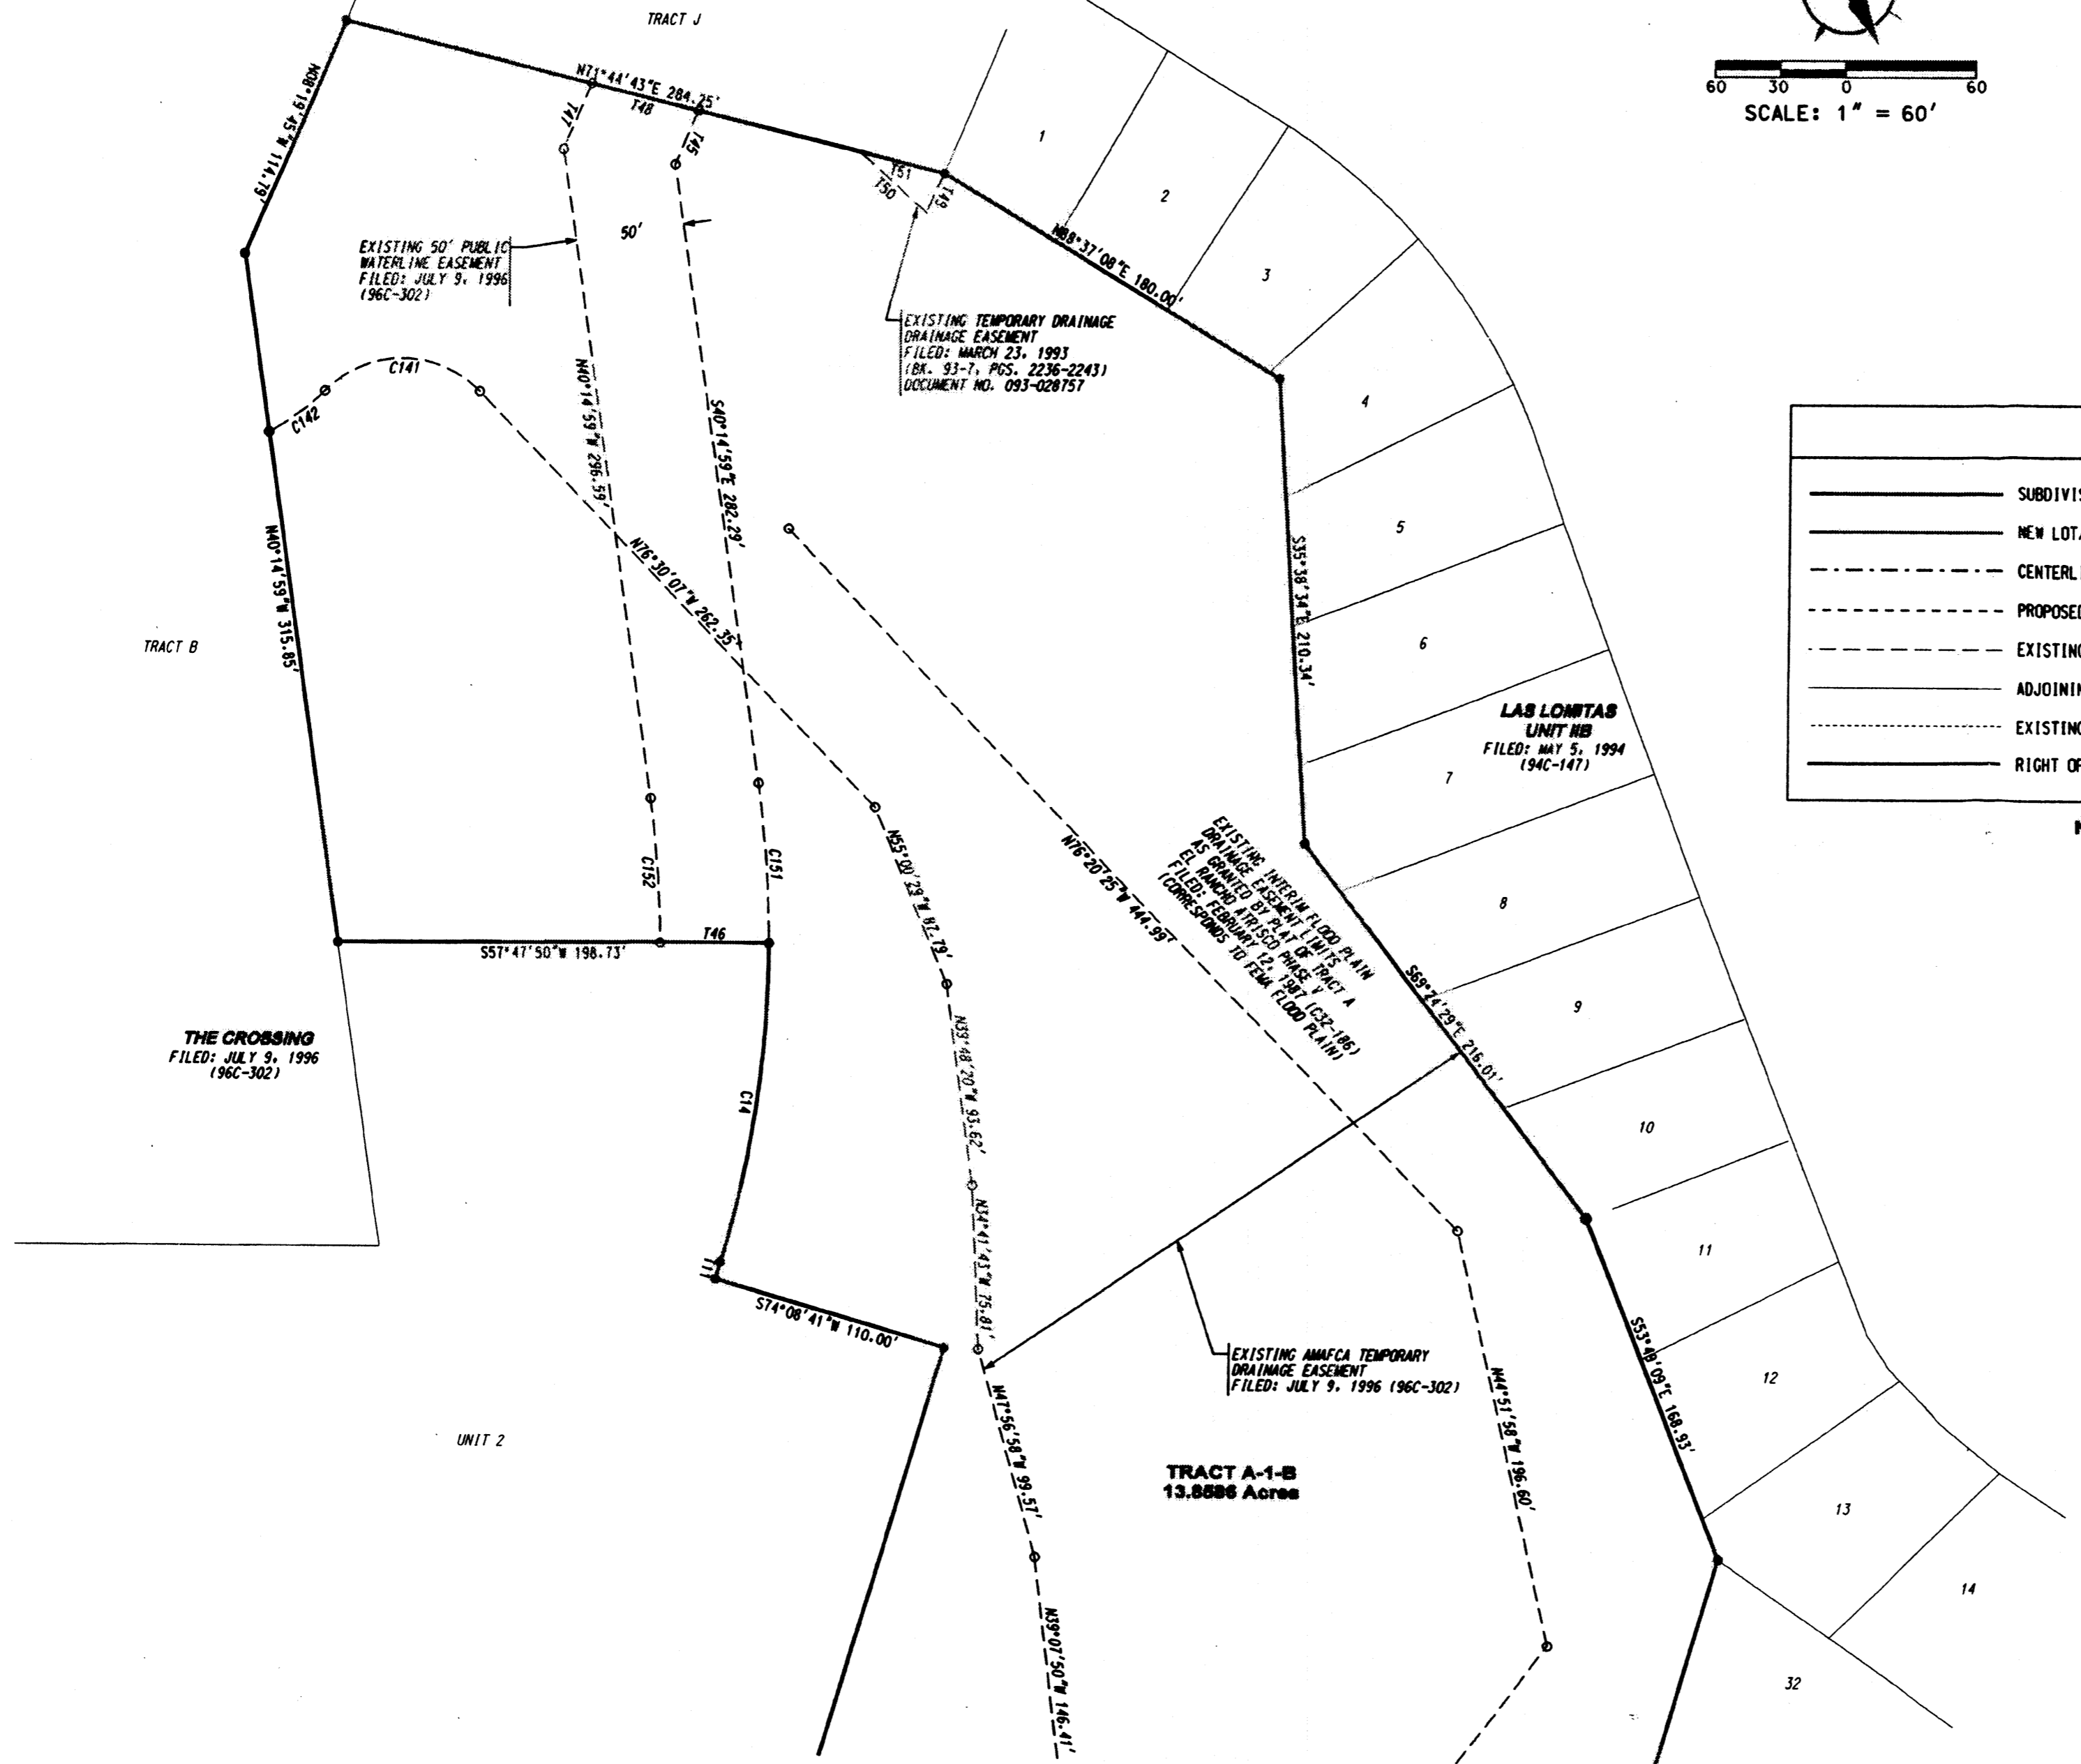 TRACT J
60 30 0 60
SCALE: 1" = 60'
N71°44'43"E 284.25'
T48
T47
T45
T51
T50
T49
N08°19'45"W 114.79'
1
2
3
4
5
6
7
8
9
10
11
12
13
14
32
50'
EXISTING 50' PUBLIC
WATERLINE EASEMENT
FILED: JULY 9, 1996
(96C-302)
N88°37'08"E 180.00'
EXISTING TEMPORARY DRAINAGE
DRAINAGE EASEMENT
FILED: MARCH 23, 1993
(BK. 93-7, PGS. 2236-2243)
DOCUMENT NO. 093-028757
C141
C142
N40°14'59"W 296.59'
S40°14'59"E 282.29'
N76°30'07"W 262.35'
N40°14'59"W 315.85'
S35°38'34"E 210.34'
SUBDIVIS
NEW LOT
CENTERL
PROPOSED
EXISTING
ADJOININ
EXISTING
RIGHT OF
TRACT B
LAS LOMITAS
UNIT IIB
FILED: MAY 5, 1994
(94C-147)
C152
C151
N55°00'29"W 87.79'
N76°20'25"W 444.99'
EXISTING INTERIM FLOOD PLAIN
DRAINAGE EASEMENT LIMITS
AS GRANTED BY PLAT OF TRACT A
EL RANCHO ATRISCO PHASE V
FILED: FEBRUARY 12, 1987 (C32-186)
(CORRESPONDS TO FEMA FLOOD PLAIN)
T46
S57°47'50"W 198.73'
S69°24'29"E 216.01'
THE CROSSING
FILED: JULY 9, 1996
(96C-302)
N39°48'20"W 93.62'
C14
N34°41'43"W 75.81'
T11
S74°08'41"W 110.00'
EXISTING AMAFCA TEMPORARY
DRAINAGE EASEMENT
FILED: JULY 9, 1996 (96C-302)
S53°49'09"E 168.93'
N47°56'58"W 99.57'
N44°51'58"W 196.60'
UNIT 2
TRACT A-1-B
13.8586 Acres
N39°07'50"W 146.41'